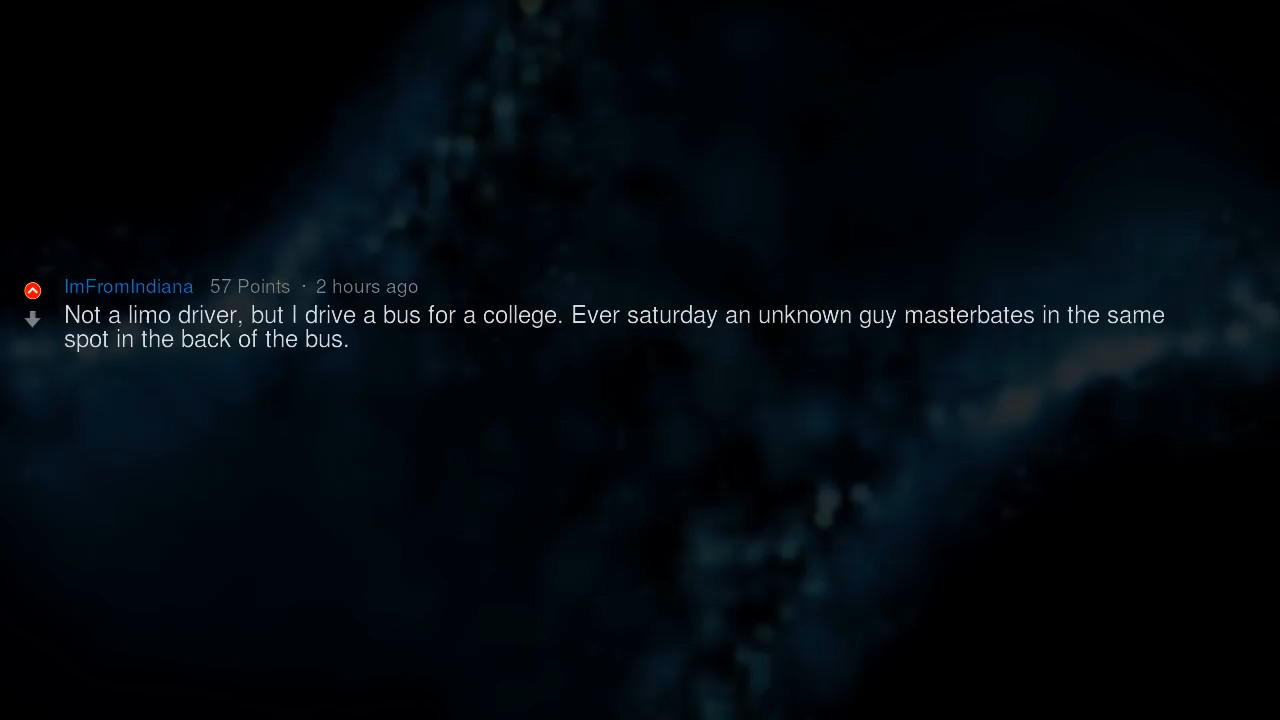 ImFromIndiana 57 Points · 2 hours ago
Not a limo driver, but I drive a bus for a college. Ever saturday an unknown guy masterbates in the same
spot in the back of the bus.